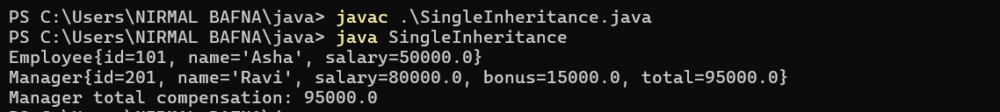 PS C:\Users\NIRMAL BAFNA\java> javac .\SingleInheritance.java
PS C:\Users\NIRMAL BAFNA\java> java SingleInheritance
Employee{id=101, name='Asha', salary=50000.0}
Manager{id=201, name='Ravi', salary=80000.0, bonus=15000.0, total=95000.0}
Manager total compensation: 95000.0